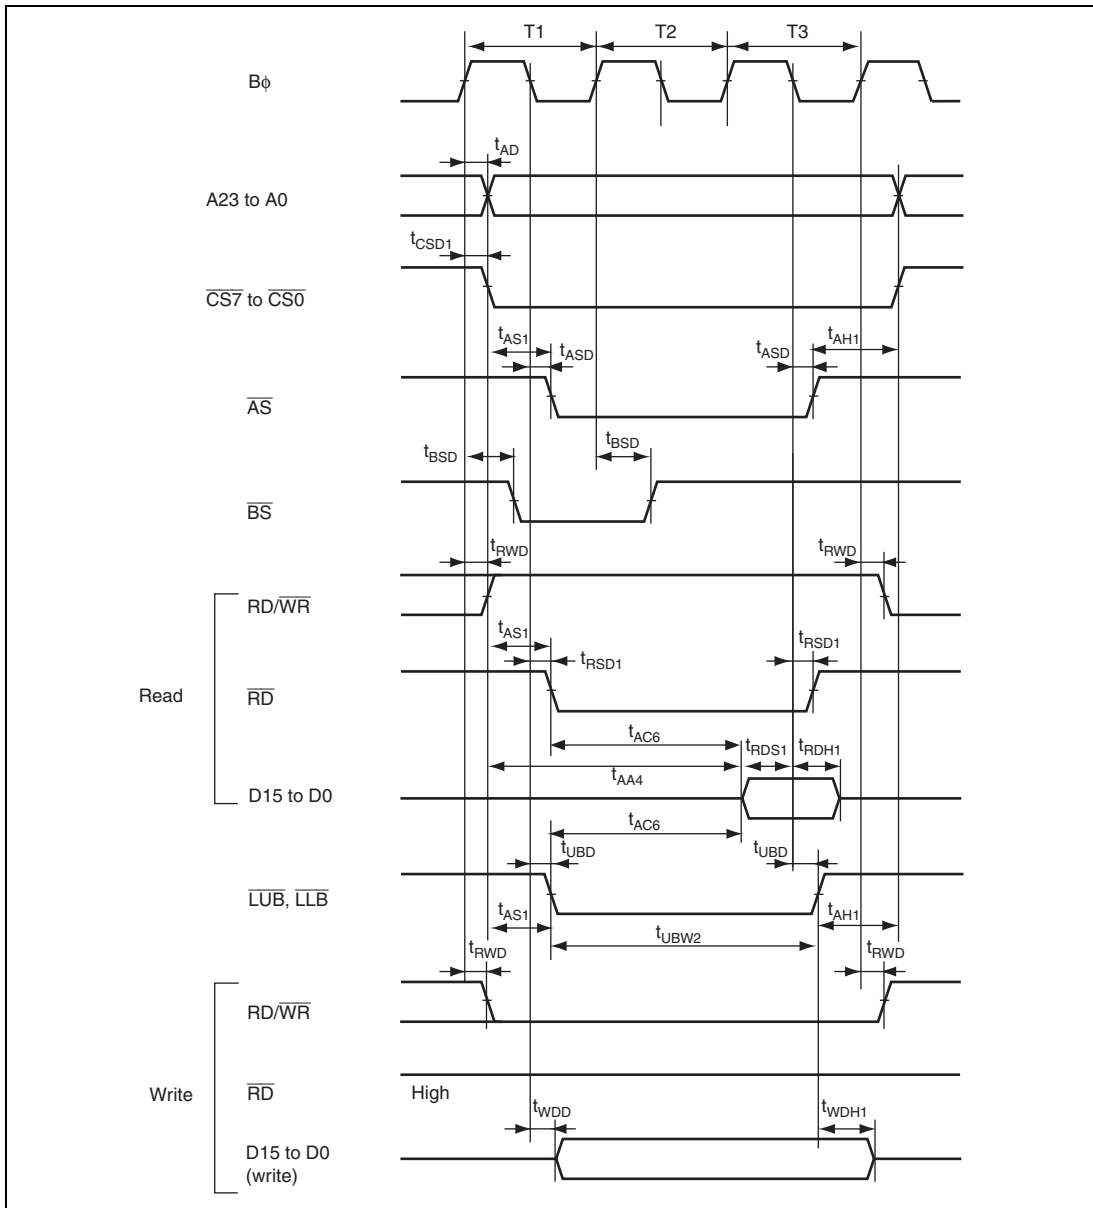 T1 T2 T3
Bϕ
tAD
A23 to A0
tCSD1
CS7 to CS0
tAS1 tASD tASD tAH1
AS
tBSD tBSD
BS
tRWD tRWD
RD/WR
tAS1 tRSD1 tRSD1
Read RD
tAC6 tRDS1 tRDH1
tAA4
D15 to D0
tAC6
tUBD tUBD
LUB, LLB
tAS1 tUBW2 tAH1
tRWD tRWD
RD/WR
Write RD High
tWDD tWDH1
D15 to D0
(write)